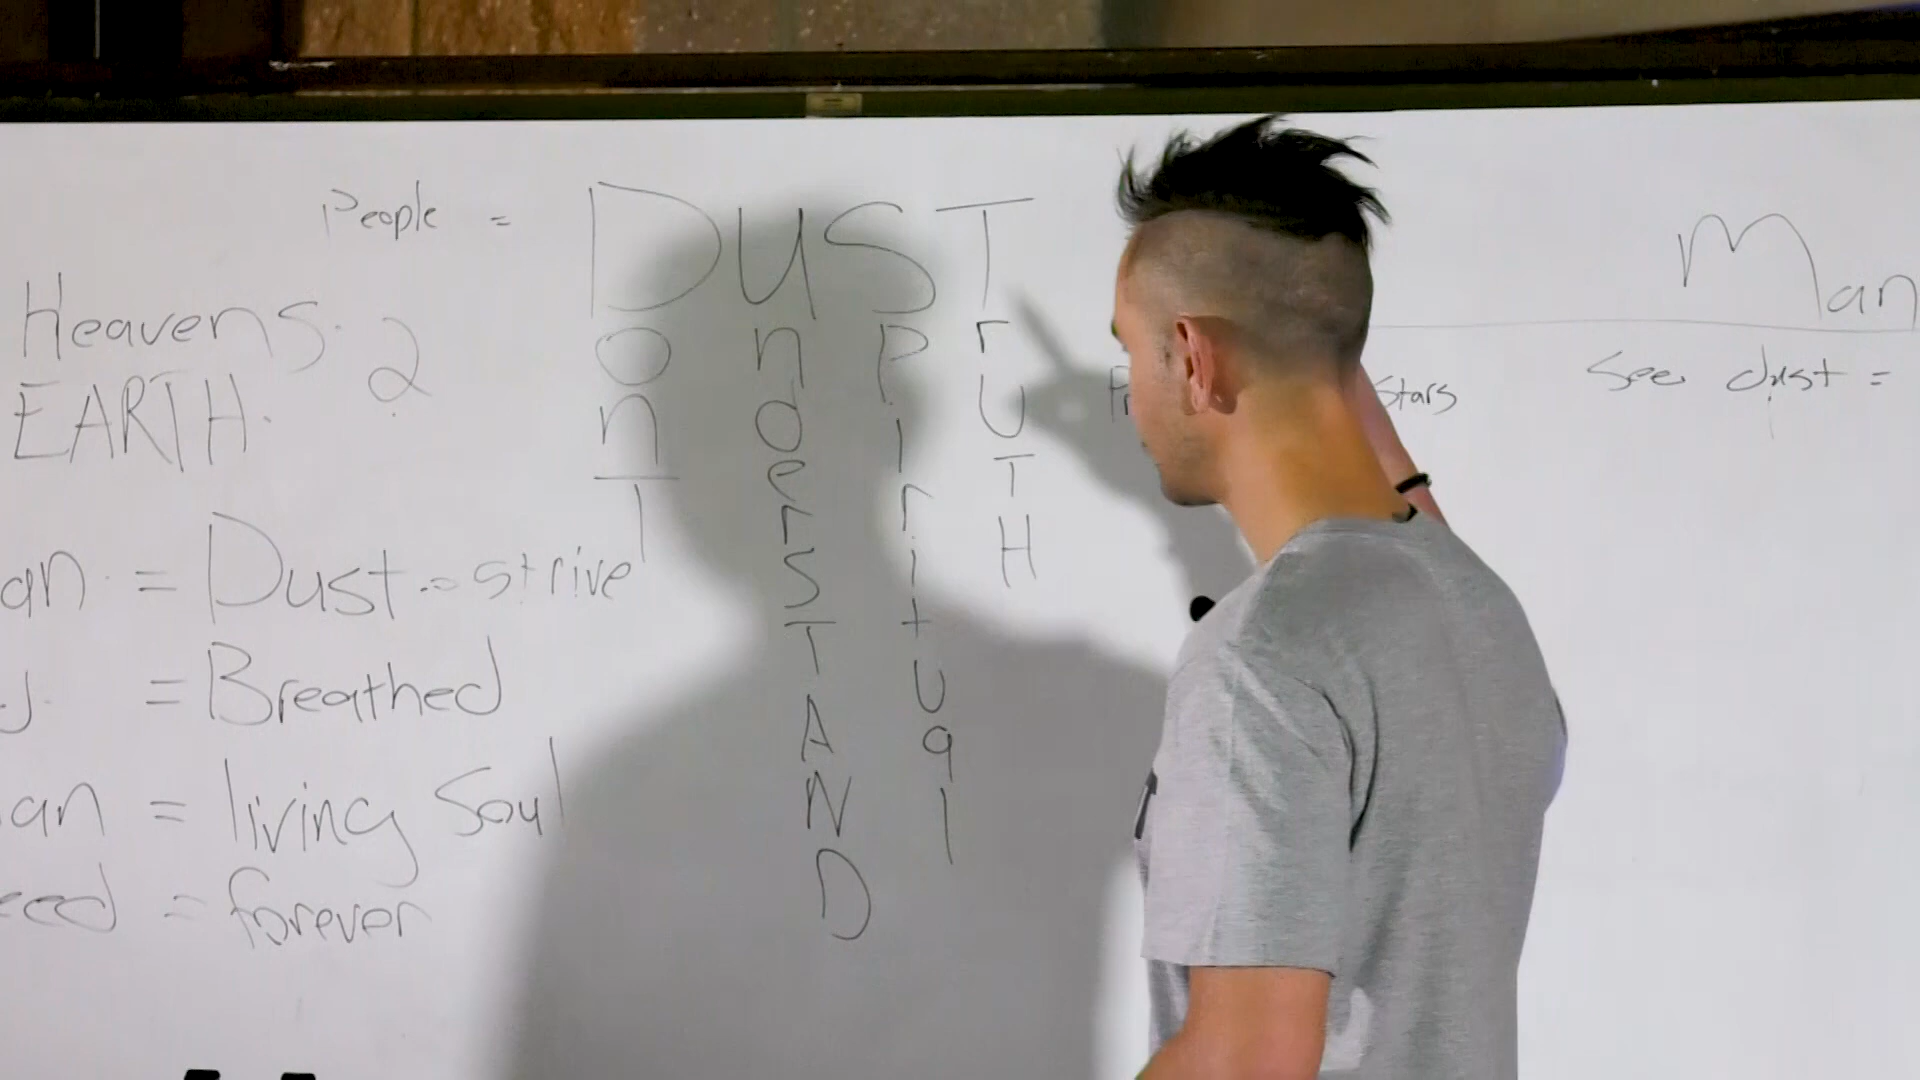 People = DUST
Heavens. 2
EARTH.
an = Dust = strive
J. = Breathed
an = living Soul
eed = forever
DonT
UnderSTAND
Spiritual
TrUTH
Man
Stars
See dust =